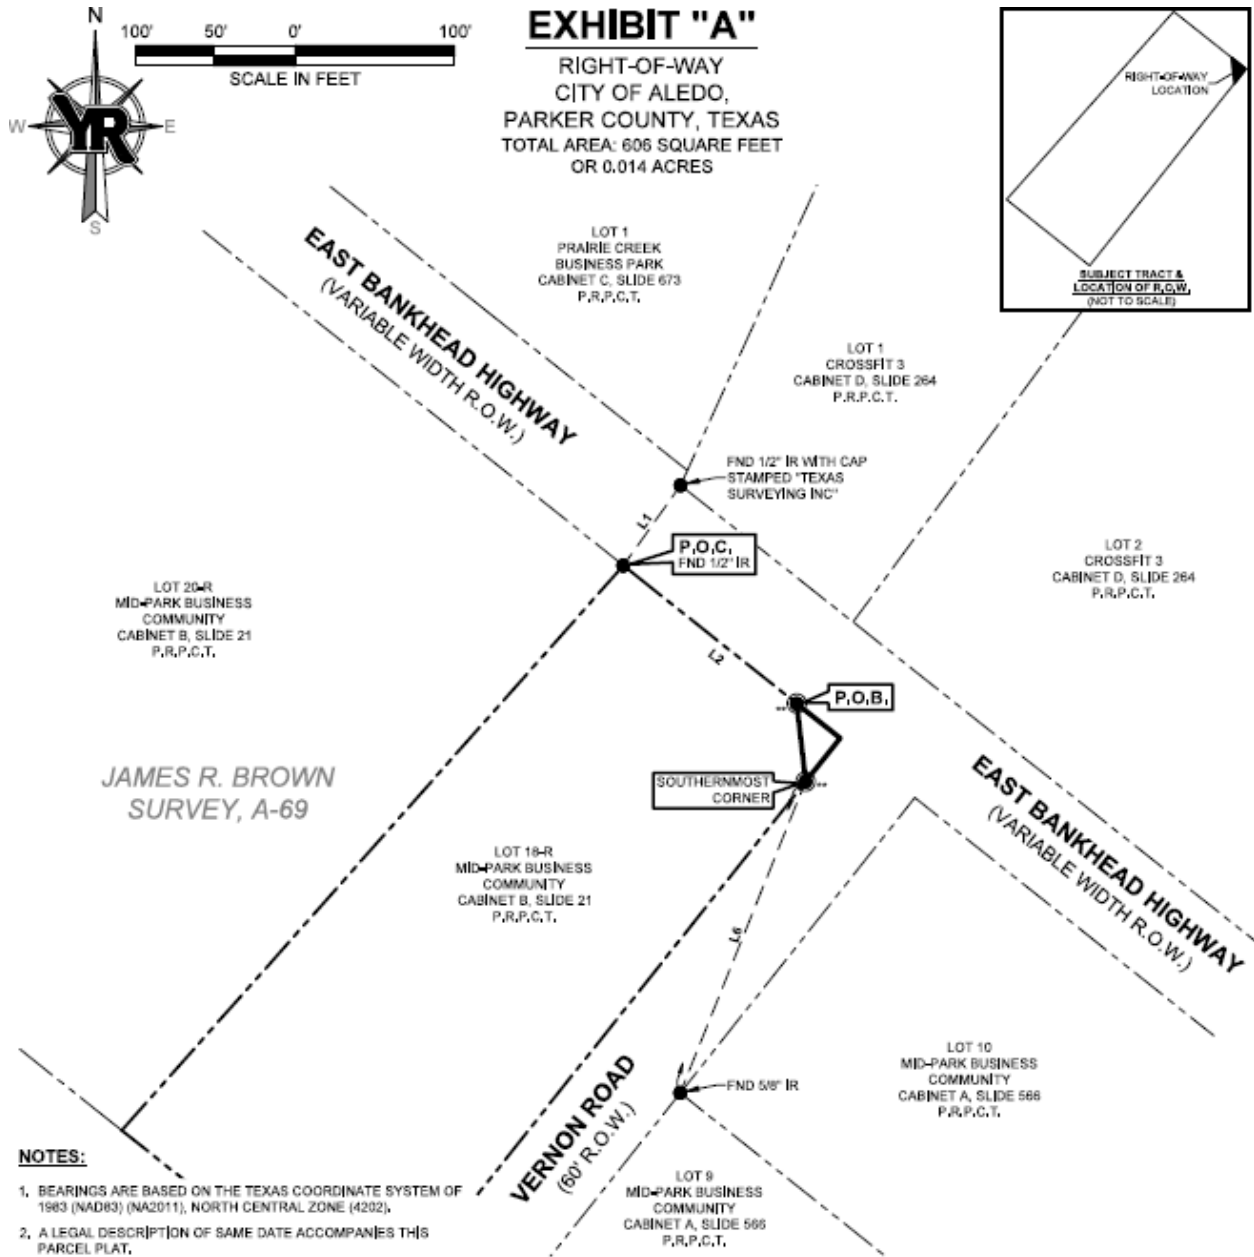 N
W
E
S
YR
100' 50' 0' 100'
SCALE IN FEET
EXHIBIT "A"
RIGHT-OF-WAY
CITY OF ALEDO,
PARKER COUNTY, TEXAS
TOTAL AREA: 606 SQUARE FEET
OR 0.014 ACRES
RIGHT-OF-WAY
LOCATION
SUBJECT TRACT &
LOCATION OF R.O.W.
(NOT TO SCALE)
EAST BANKHEAD HIGHWAY
(VARIABLE WIDTH R.O.W.)
LOT 1
PRAIRIE CREEK
BUSINESS PARK
CABINET C, SLIDE 673
P.R.P.C.T.
LOT 1
CROSSFIT 3
CABINET D, SLIDE 264
P.R.P.C.T.
FND 1/2" IR WITH CAP
STAMPED "TEXAS
SURVEYING INC"
L1
P.O.C.
FND 1/2" IR
LOT 2
CROSSFIT 3
CABINET D, SLIDE 264
P.R.P.C.T.
LOT 20-R
MID-PARK BUSINESS
COMMUNITY
CABINET B, SLIDE 21
P.R.P.C.T.
L2
P.O.B.
**
JAMES R. BROWN
SURVEY, A-69
SOUTHERNMOST
CORNER
**
EAST BANKHEAD HIGHWAY
(VARIABLE WIDTH R.O.W.)
LOT 18-R
MID-PARK BUSINESS
COMMUNITY
CABINET B, SLIDE 21
P.R.P.C.T.
L6
LOT 10
MID-PARK BUSINESS
COMMUNITY
CABINET A, SLIDE 566
P.R.P.C.T.
FND 5/8" IR
VERNON ROAD
(60' R.O.W.)
LOT 9
MID-PARK BUSINESS
COMMUNITY
CABINET A, SLIDE 566
P.R.P.C.T.
NOTES:
1. BEARINGS ARE BASED ON THE TEXAS COORDINATE SYSTEM OF
1983 (NAD83) (NA2011), NORTH CENTRAL ZONE (4202).
2. A LEGAL DESCRIPTION OF SAME DATE ACCOMPANIES THIS
PARCEL PLAT.